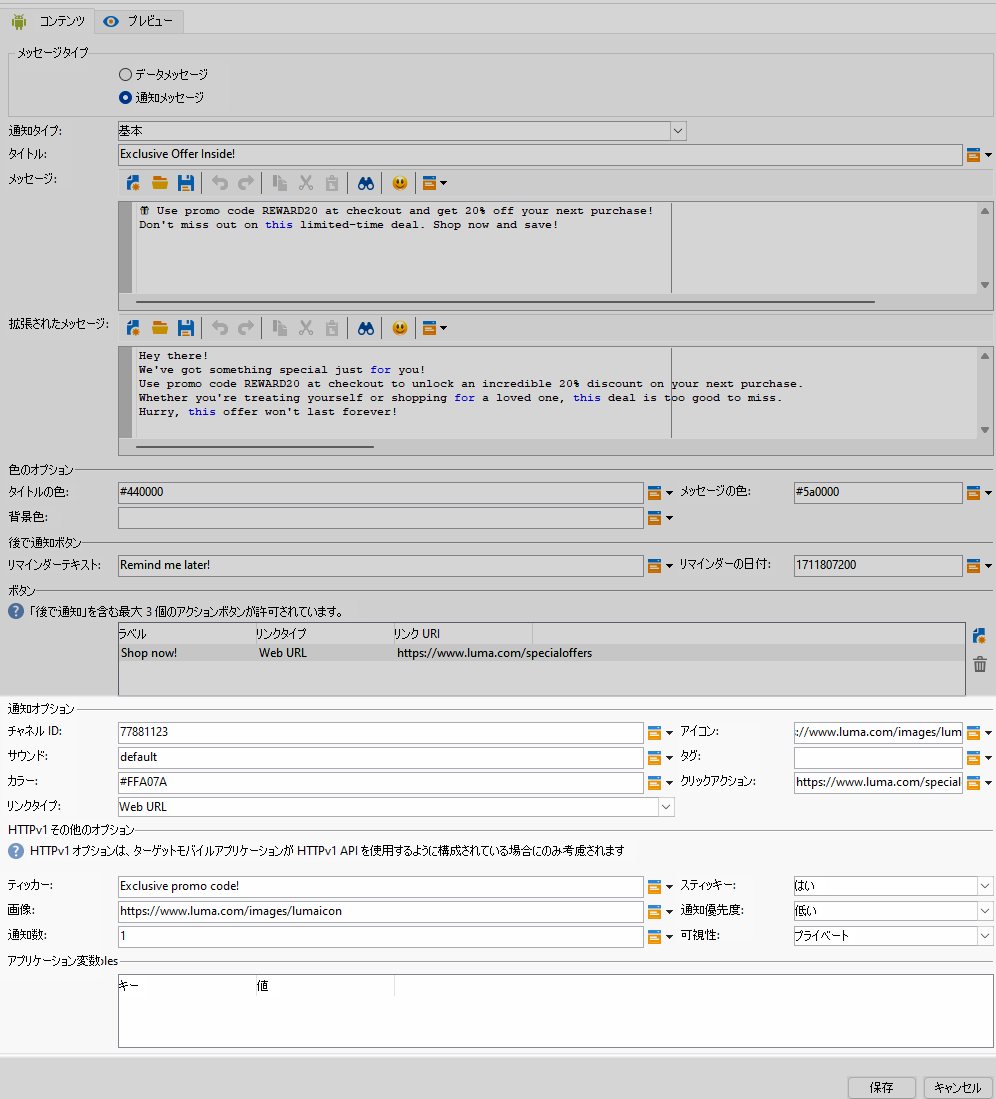 コンテンツ プレビュー
メッセージタイプ
データメッセージ
通知メッセージ
通知タイプ: 基本
タイトル: Exclusive Offer Inside!
メッセージ:
🎁 Use promo code REWARD20 at checkout and get 20% off your next purchase!
Don't miss out on this limited-time deal. Shop now and save!
拡張されたメッセージ:
Hey there!
We've got something special just for you!
Use promo code REWARD20 at checkout to unlock an incredible 20% discount on your next purchase.
Whether you're treating yourself or shopping for a loved one, this deal is too good to miss.
Hurry, this offer won't last forever!
色のオプション
タイトルの色: #440000 メッセージの色: #5a0000
背景色:
後で通知ボタン
リマインダーテキスト: Remind me later! リマインダーの日付: 1711807200
ボタン
「後で通知」を含む最大 3 個のアクションボタンが許可されています。
ラベル リンクタイプ リンク URI
Shop now! Web URL https://www.luma.com/specialoffers
通知オプション
チャネル ID: 77881123 アイコン: ://www.luma.com/images/lum
サウンド: default タグ:
カラー: #FFA07A クリックアクション: https://www.luma.com/special
リンクタイプ: Web URL
HTTPv1 その他のオプション
HTTPv1 オプションは、ターゲットモバイルアプリケーションが HTTPv1 API を使用するように構成されている場合にのみ考慮されます
ティッカー: Exclusive promo code! スティッキー: はい
画像: https://www.luma.com/images/lumaicon 通知優先度: 低い
通知数: 1 可視性: プライベート
アプリケーション変数bles
キー 値
保存 キャンセル